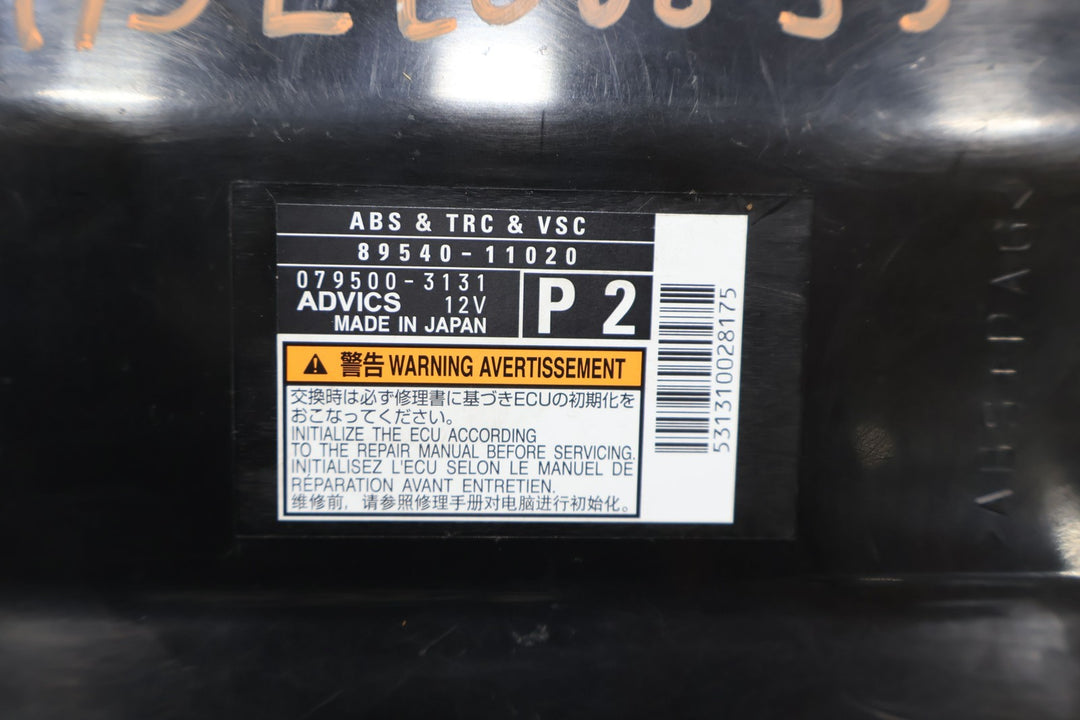 ABS & TRC & VSC
89540-11020
079500-3131
ADVICS 12V
MADE IN JAPAN
P 2
警告 WARNING AVERTISSEMENT
交換時は必ず修理書に基づきECUの初期化を
おこなってください。
INITIALIZE THE ECU ACCORDING
TO THE REPAIR MANUAL BEFORE SERVICING.
INITIALISEZ L'ECU SELON LE MANUEL DE
RÉPARATION AVANT ENTRETIEN.
维修前, 请参照修理手册对电脑进行初始化。
531310028175